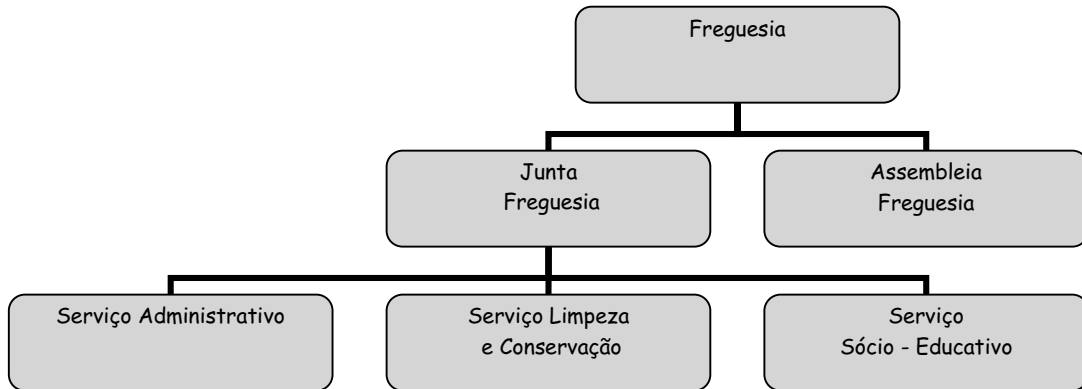 Freguesia
Junta
Freguesia
Assembleia
Freguesia
Serviço Administrativo
Serviço Limpeza
e Conservação
Serviço
Sócio - Educativo